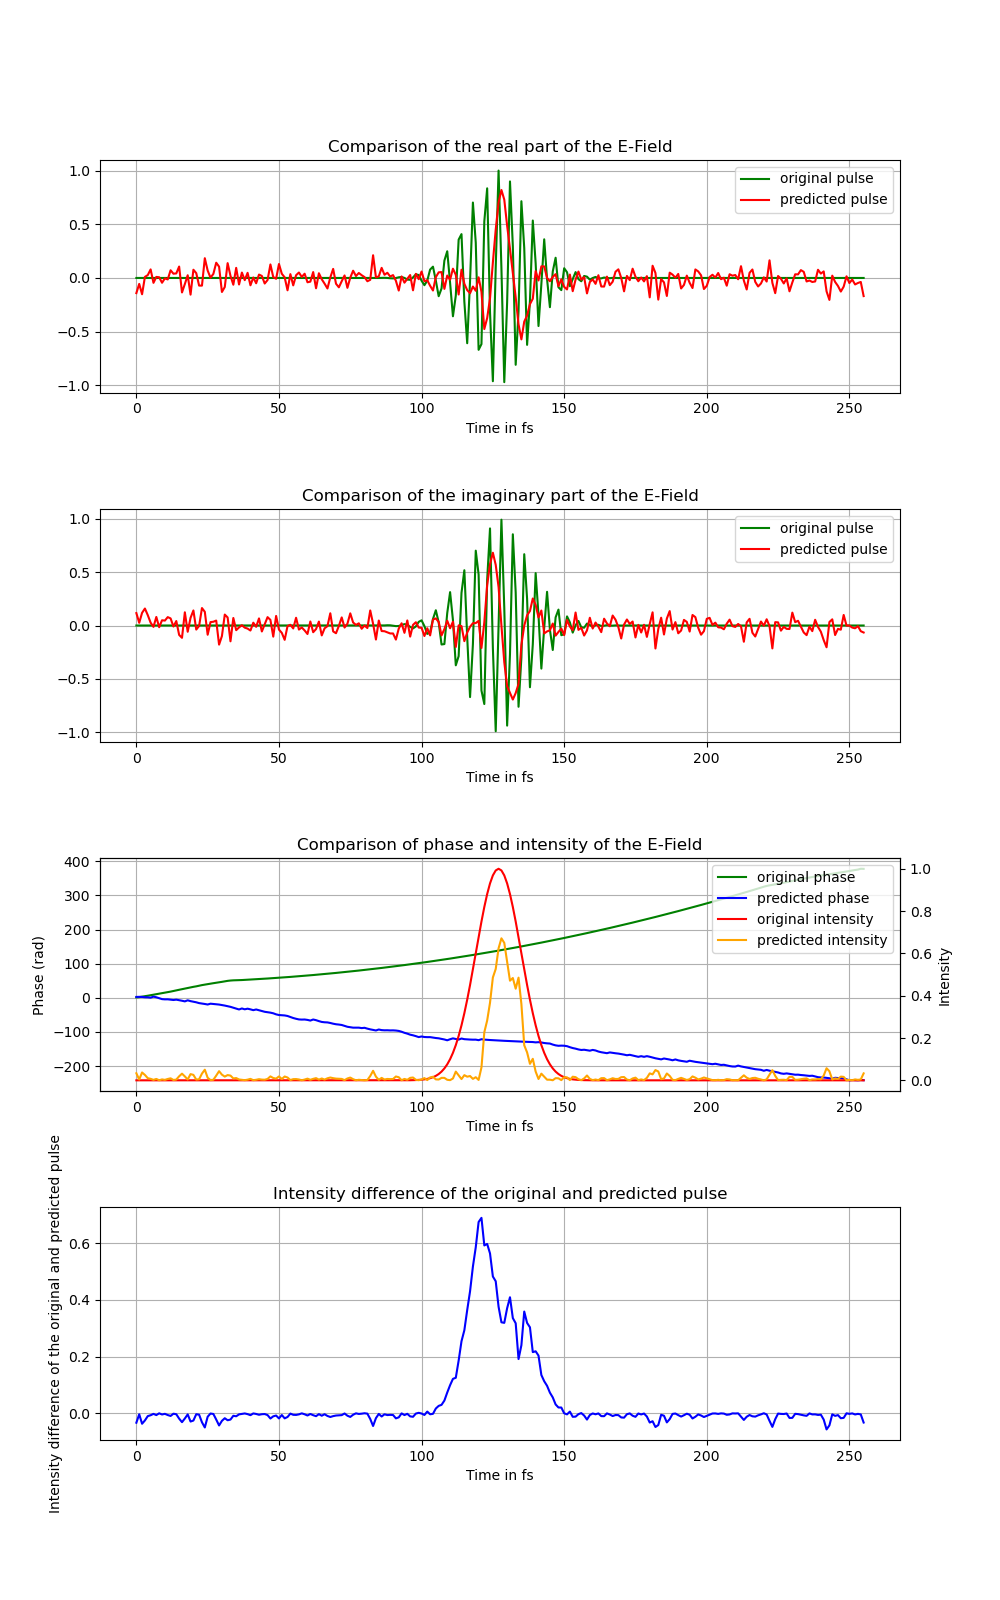 Comparison of the real part of the E-Field
1.0
0.5
0.0
−0.5
−1.0
original pulse
predicted pulse
0 50 100 150 200 250
Time in fs
Comparison of the imaginary part of the E-Field
1.0
0.5
0.0
−0.5
−1.0
original pulse
predicted pulse
0 50 100 150 200 250
Time in fs
Comparison of phase and intensity of the E-Field
Phase (rad)
400
300
200
100
0
−100
−200
original phase
predicted phase
original intensity
predicted intensity
1.0
0.8
0.6
0.4
0.2
0.0
Intensity
0 50 100 150 200 250
Time in fs
Intensity difference of the original and predicted pulse
Intensity difference of the original and predicted pulse
0.6
0.4
0.2
0.0
0 50 100 150 200 250
Time in fs